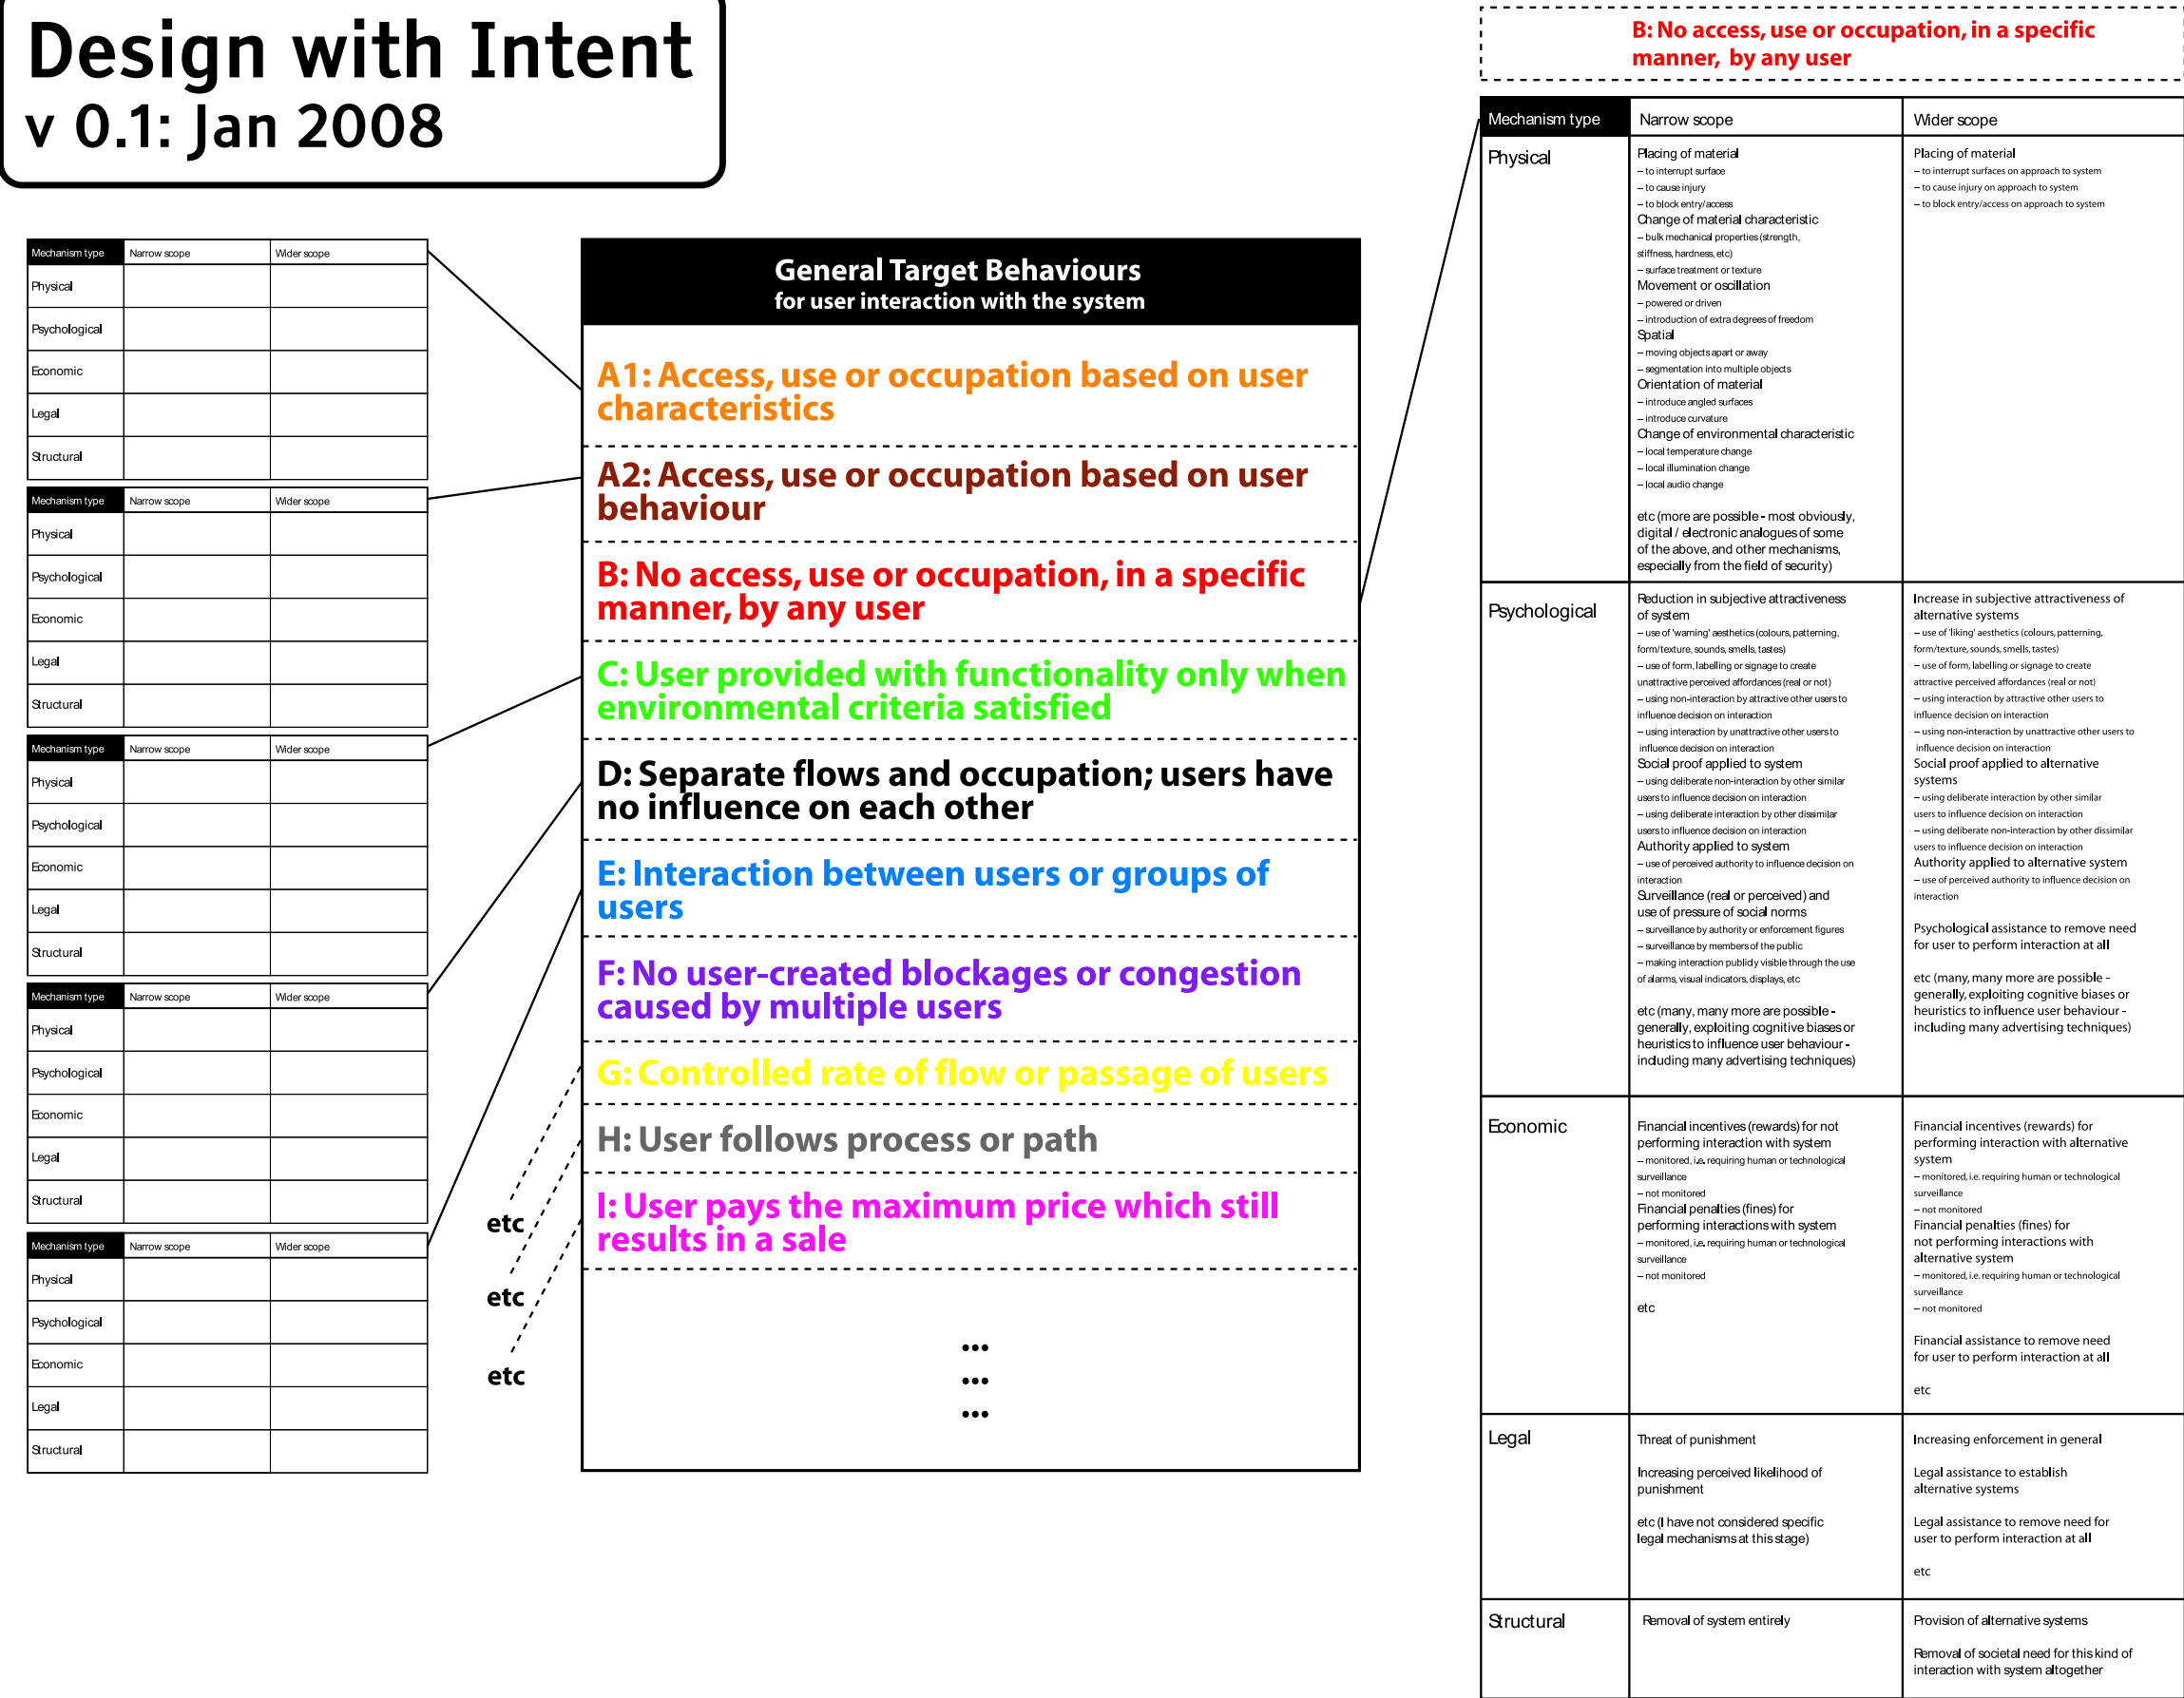 Design with Intent
v 0.1: Jan 2008
Mechanism type Narrow scope Wider scope
Physical
Psychological
Economic
Legal
Structural
Mechanism type Narrow scope Wider scope
Physical
Psychological
Economic
Legal
Structural
Mechanism type Narrow scope Wider scope
Physical
Psychological
Economic
Legal
Structural
Mechanism type Narrow scope Wider scope
Physical
Psychological
Economic
Legal
Structural
Mechanism type Narrow scope Wider scope
Physical
Psychological
Economic
Legal
Structural
General Target Behaviours
for user interaction with the system
A1: Access, use or occupation based on user
characteristics
A2: Access, use or occupation based on user
behaviour
B: No access, use or occupation, in a specific
manner, by any user
C: User provided with functionality only when
environmental criteria satisfied
D: Separate flows and occupation; users have
no influence on each other
E: Interaction between users or groups of
users
F: No user-created blockages or congestion
caused by multiple users
G: Controlled rate of flow or passage of users
H: User follows process or path
I: User pays the maximum price which still
results in a sale
...
...
...
etc
etc
etc
B: No access, use or occupation, in a specific
manner, by any user
Mechanism type Narrow scope Wider scope
Physical
Placing of material
– to interrupt surface
– to cause injury
– to block entry/access
Change of material characteristic
– bulk mechanical properties (strength,
stiffness, hardness, etc)
– surface treatment or texture
Movement or oscillation
– powered or driven
– introduction of extra degrees of freedom
Spatial
– moving objects apart or away
– segmentation into multiple objects
Orientation of material
– introduce angled surfaces
– introduce curvature
Change of environmental characteristic
– local temperature change
– local illumination change
– local audio change
etc (more are possible - most obviously,
digital / electronic analogues of some
of the above, and other mechanisms,
especially from the field of security)
Placing of material
– to interrupt surfaces on approach to system
– to cause injury on approach to system
– to block entry/access on approach to system
Psychological
Reduction in subjective attractiveness
of system
– use of 'warning' aesthetics (colours, patterning,
form/texture, sounds, smells, tastes)
– use of form, labelling or signage to create
unattractive perceived affordances (real or not)
– using non-interaction by attractive other users to
influence decision on interaction
– using interaction by unattractive other users to
influence decision on interaction
Social proof applied to system
– using deliberate non-interaction by other similar
users to influence decision on interaction
– using deliberate interaction by other dissimilar
users to influence decision on interaction
Authority applied to system
– use of perceived authority to influence decision on
interaction
Surveillance (real or perceived) and
use of pressure of social norms
– surveillance by authority or enforcement figures
– surveillance by members of the public
– making interaction publicly visible through the use
of alarms, visual indicators, displays, etc
etc (many, many more are possible -
generally, exploiting cognitive biases or
heuristics to influence user behaviour -
including many advertising techniques)
Increase in subjective attractiveness of
alternative systems
– use of 'liking' aesthetics (colours, patterning,
form/texture, sounds, smells, tastes)
– use of form, labelling or signage to create
attractive perceived affordances (real or not)
– using interaction by attractive other users to
influence decision on interaction
– using non-interaction by unattractive other users to
influence decision on interaction
Social proof applied to alternative
systems
– using deliberate interaction by other similar
users to influence decision on interaction
– using deliberate non-interaction by other dissimilar
users to influence decision on interaction
Authority applied to alternative system
– use of perceived authority to influence decision on
interaction
Psychological assistance to remove need
for user to perform interaction at all
etc (many, many more are possible -
generally, exploiting cognitive biases or
heuristics to influence user behaviour -
including many advertising techniques)
Economic
Financial incentives (rewards) for not
performing interaction with system
– monitored, i.e. requiring human or technological
surveillance
– not monitored
Financial penalties (fines) for
performing interactions with system
– monitored, i.e. requiring human or technological
surveillance
– not monitored
etc
Financial incentives (rewards) for
performing interaction with alternative
system
– monitored, i.e. requiring human or technological
surveillance
– not monitored
Financial penalties (fines) for
not performing interactions with
alternative system
– monitored, i.e. requiring human or technological
surveillance
– not monitored
Financial assistance to remove need
for user to perform interaction at all
etc
Legal
Threat of punishment
Increasing perceived likelihood of
punishment
etc (I have not considered specific
legal mechanisms at this stage)
Increasing enforcement in general
Legal assistance to establish
alternative systems
Legal assistance to remove need for
user to perform interaction at all
etc
Structural
Removal of system entirely
Provision of alternative systems
Removal of societal need for this kind of
interaction with system altogether